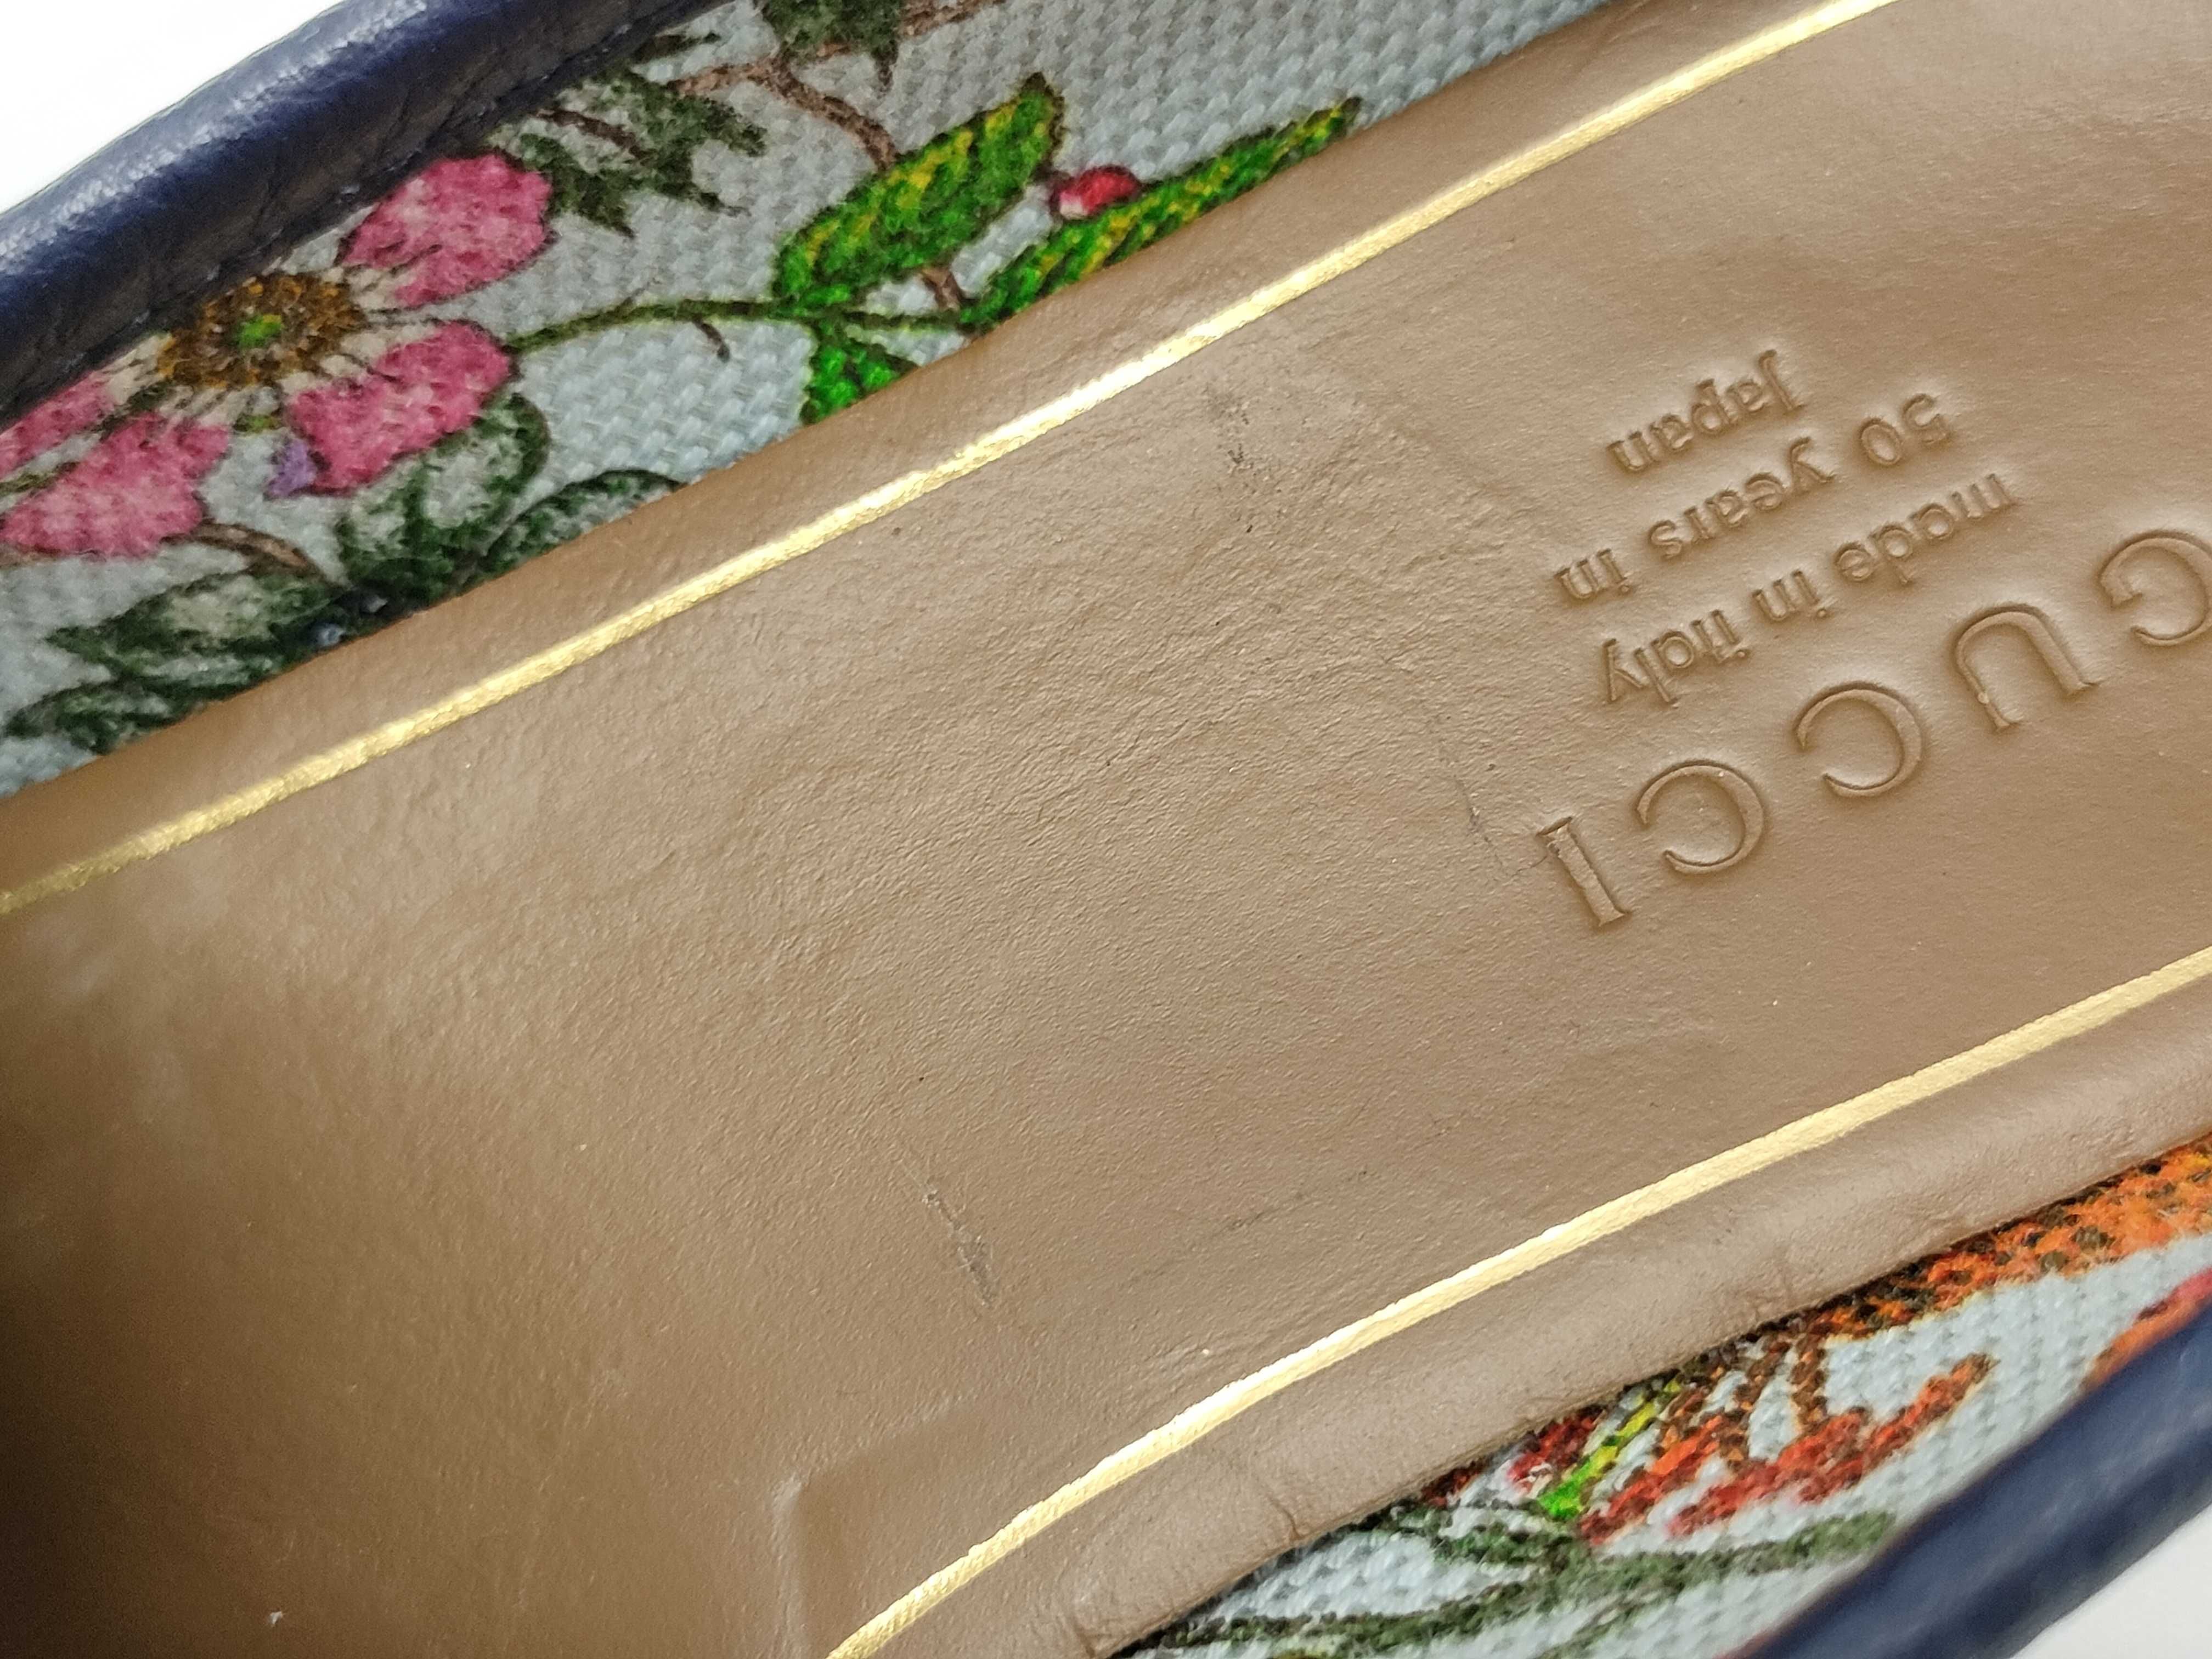 GUCCI
made in italy
50 years in
Japan